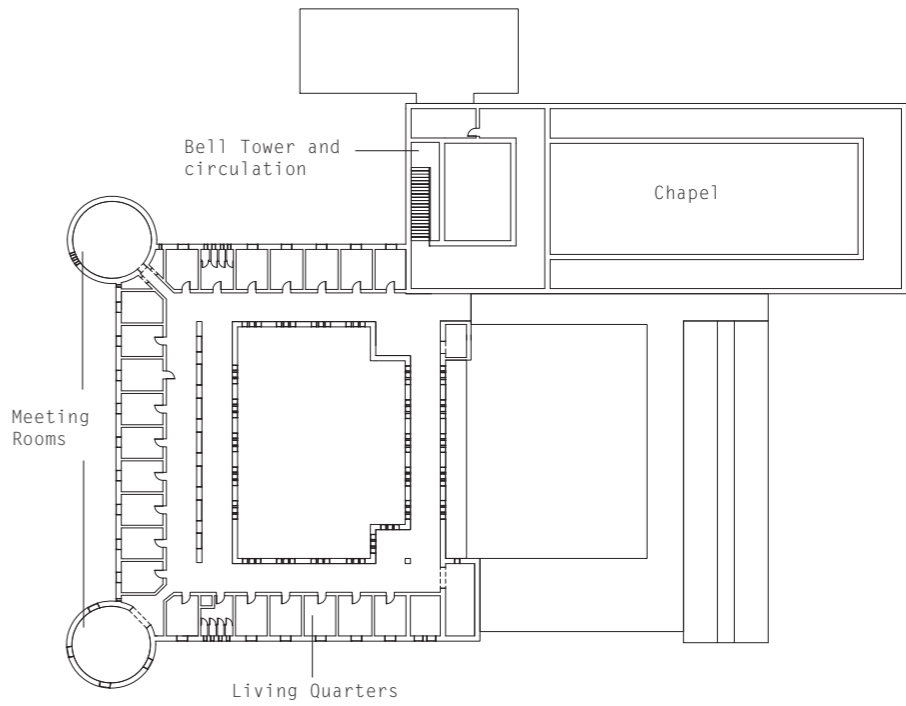 Bell Tower and
circulation
Chapel
Meeting
Rooms
Living Quarters